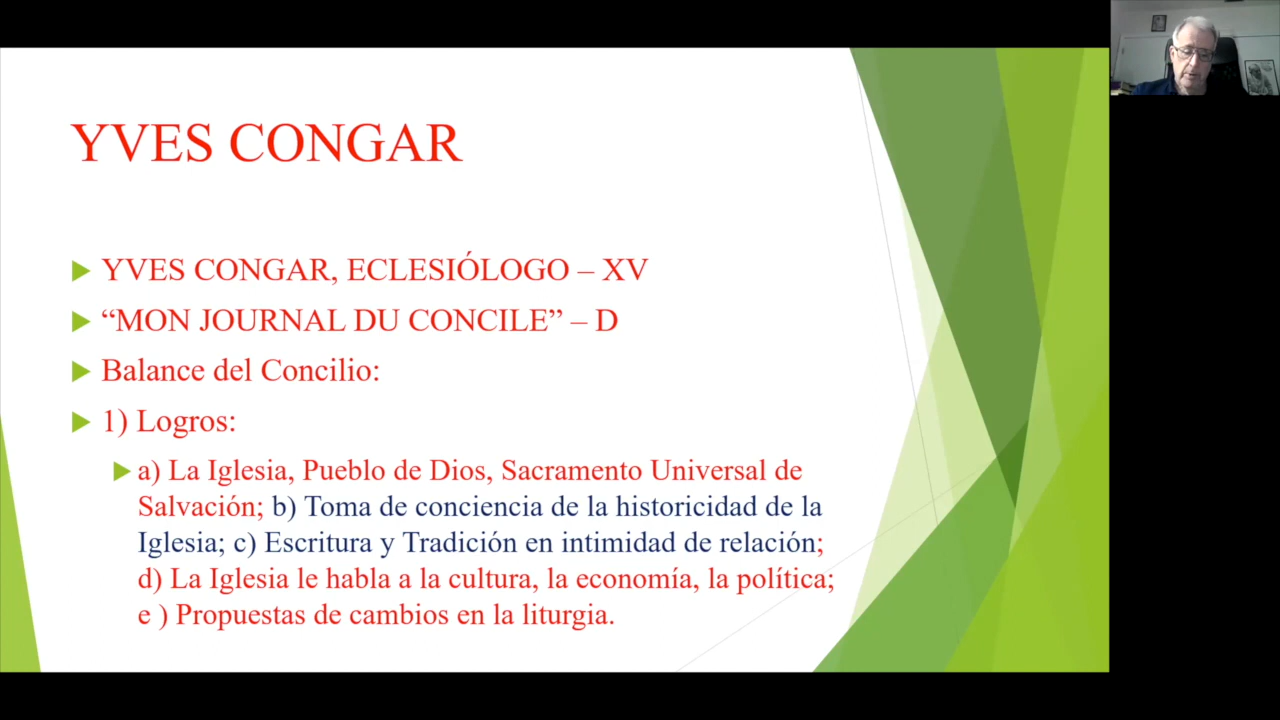 YVES CONGAR
YVES CONGAR, ECLESIÓLOGO – XV
“MON JOURNAL DU CONCILE” – D
Balance del Concilio:
1) Logros:
a) La Iglesia, Pueblo de Dios, Sacramento Universal de
Salvación; b) Toma de conciencia de la historicidad de la
Iglesia; c) Escritura y Tradición en intimidad de relación;
d) La Iglesia le habla a la cultura, la economía, la política;
e ) Propuestas de cambios en la liturgia.